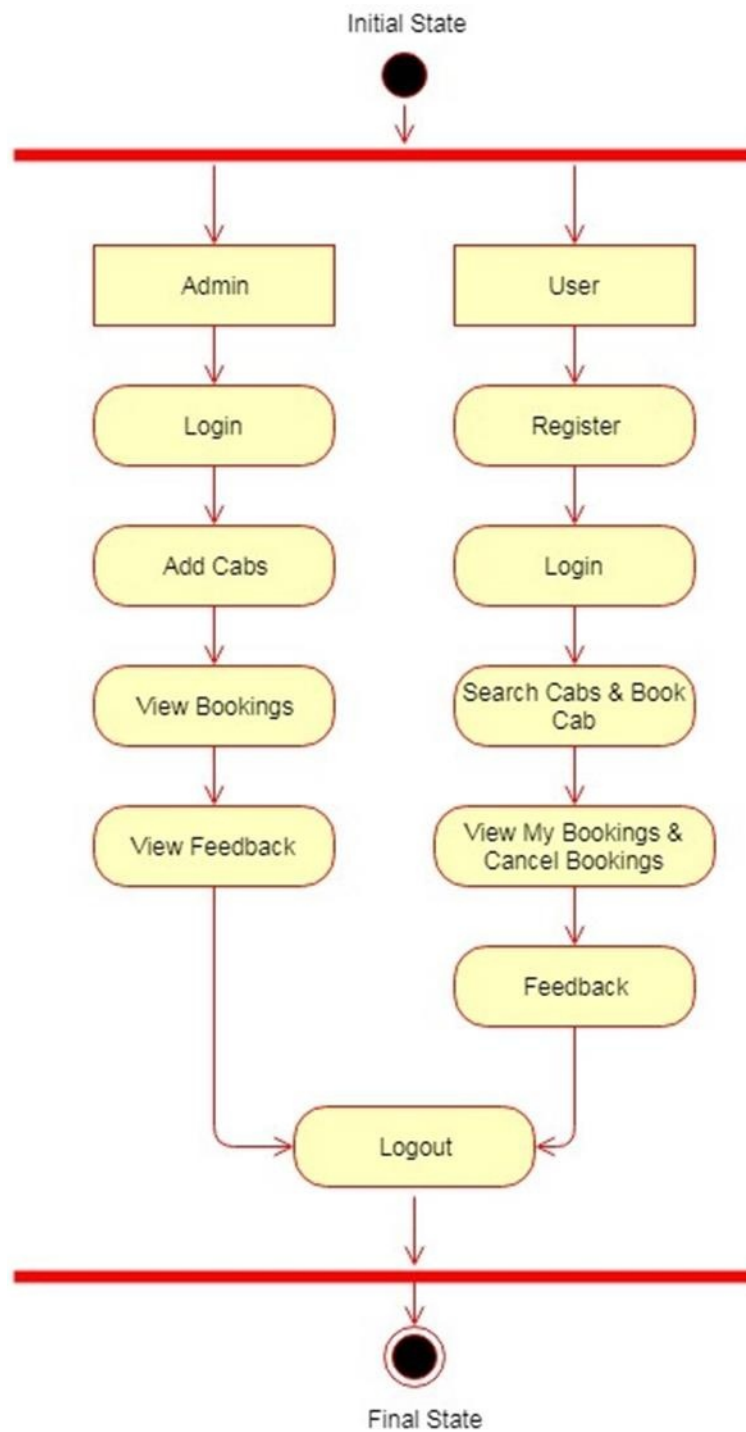 Initial State
Admin
User
Login
Register
Add Cabs
Login
View Bookings
Search Cabs & Book
Cab
View Feedback
View My Bookings &
Cancel Bookings
Feedback
Logout
Final State